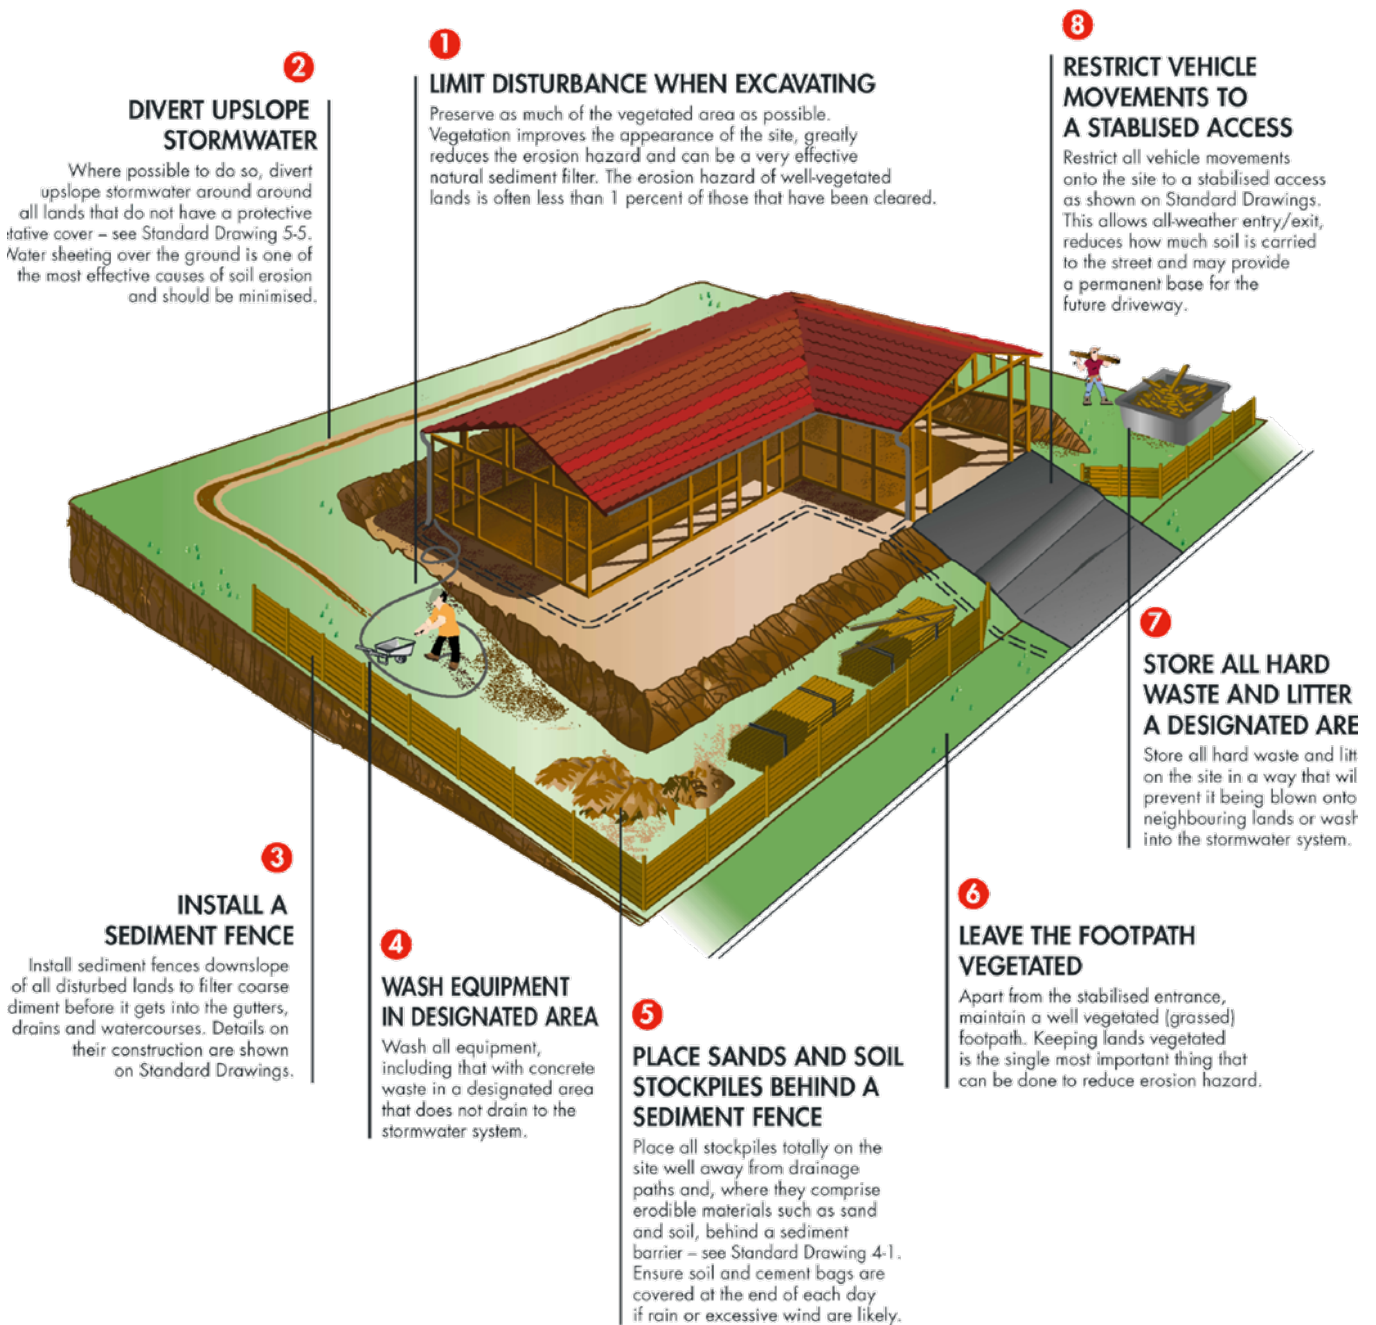 1
LIMIT DISTURBANCE WHEN EXCAVATING
Preserve as much of the vegetated area as possible.
Vegetation improves the appearance of the site, greatly
reduces the erosion hazard and can be a very effective
natural sediment filter. The erosion hazard of well-vegetated
lands is often less than 1 percent of those that have been cleared.
2
DIVERT UPSLOPE
STORMWATER
Where possible to do so, divert
upslope stormwater around around
all lands that do not have a protective
tative cover – see Standard Drawing 5-5.
Water sheeting over the ground is one of
the most effective causes of soil erosion
and should be minimised.
3
INSTALL A
SEDIMENT FENCE
Install sediment fences downslope
of all disturbed lands to filter coarse
diment before it gets into the gutters,
drains and watercourses. Details on
their construction are shown
on Standard Drawings.
4
WASH EQUIPMENT
IN DESIGNATED AREA
Wash all equipment,
including that with concrete
waste in a designated area
that does not drain to the
stormwater system.
5
PLACE SANDS AND SOIL
STOCKPILES BEHIND A
SEDIMENT FENCE
Place all stockpiles totally on the
site well away from drainage
paths and, where they comprise
erodible materials such as sand
and soil, behind a sediment
barrier – see Standard Drawing 4-1.
Ensure soil and cement bags are
covered at the end of each day
if rain or excessive wind are likely.
6
LEAVE THE FOOTPATH
VEGETATED
Apart from the stabilised entrance,
maintain a well vegetated (grassed)
footpath. Keeping lands vegetated
is the single most important thing that
can be done to reduce erosion hazard.
7
STORE ALL HARD
WASTE AND LITTER
A DESIGNATED ARE
Store all hard waste and litt
on the site in a way that wil
prevent it being blown onto
neighbouring lands or wash
into the stormwater system.
8
RESTRICT VEHICLE
MOVEMENTS TO
A STABLISED ACCESS
Restrict all vehicle movements
onto the site to a stabilised access
as shown on Standard Drawings.
This allows all-weather entry/exit,
reduces how much soil is carried
to the street and may provide
a permanent base for the
future driveway.